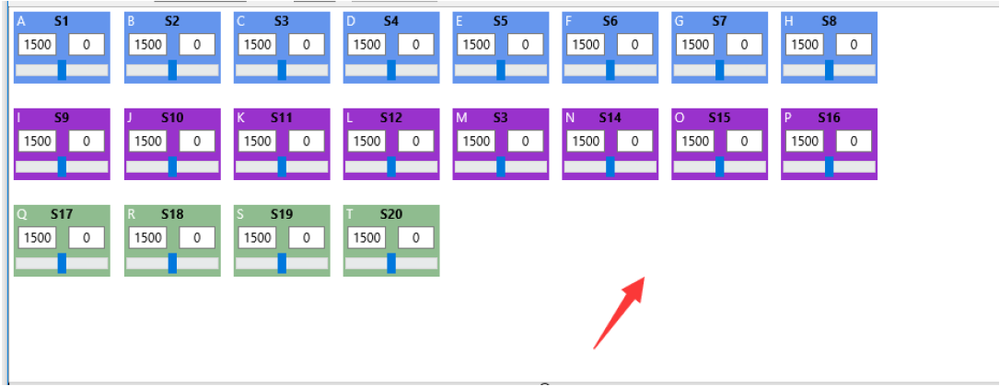 A S1 B S2 C S3 D S4 E S5 F S6 G S7 H S8
1500 0 1500 0 1500 0 1500 0 1500 0 1500 0 1500 0 1500 0
I S9 J S10 K S11 L S12 M S3 N S14 O S15 P S16
1500 0 1500 0 1500 0 1500 0 1500 0 1500 0 1500 0 1500 0
Q S17 R S18 S S19 T S20
1500 0 1500 0 1500 0 1500 0